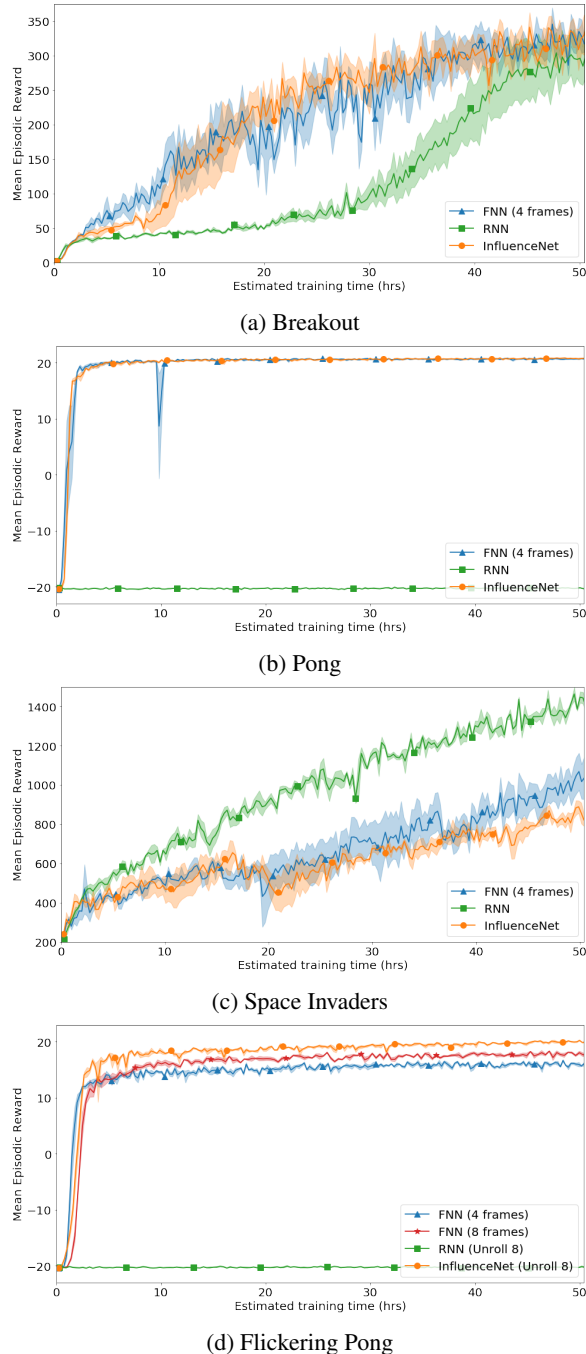 350
300
250
200
150
100
50
0
Mean Episodic Reward
FNN (4 frames)
RNN
InfluenceNet
0 10 20 30 40 50
Estimated training time (hrs)
(a) Breakout
20
10
0
−10
−20
Mean Episodic Reward
FNN (4 frames)
RNN
InfluenceNet
0 10 20 30 40 50
Estimated training time (hrs)
(b) Pong
1400
1200
1000
800
600
400
200
Mean Episodic Reward
FNN (4 frames)
RNN
InfluenceNet
0 10 20 30 40 50
Estimated training time (hrs)
(c) Space Invaders
20
10
0
−10
−20
Mean Episodic Reward
FNN (4 frames)
FNN (8 frames)
RNN (Unroll 8)
InfluenceNet (Unroll 8)
0 10 20 30 40 50
Estimated training time (hrs)
(d) Flickering Pong